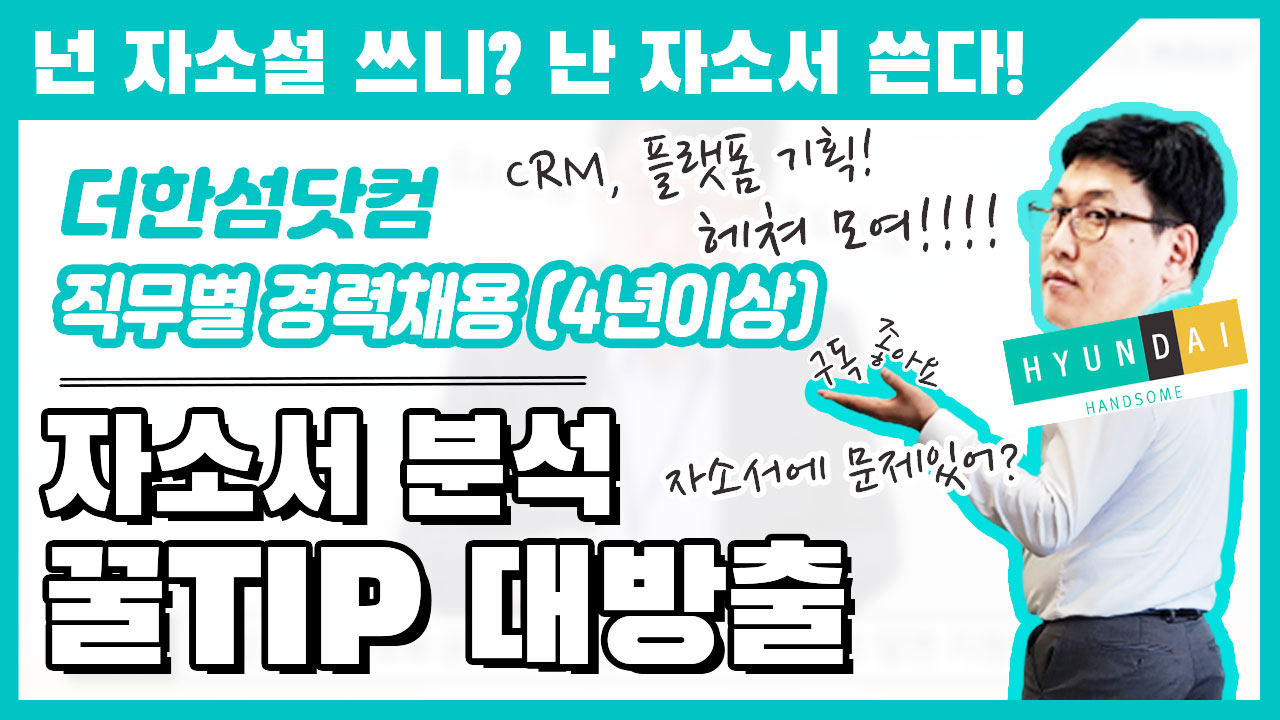 넌 자소설 쓰니? 난 자소서 쓴다!
CRM, 플랫폼 기획!
헤쳐 모여!!!!
더한섬닷컴
직무별 경력채용 (4년이상)
HYUNDAI
HANDSOME
구독 좋아요
자소서 분석
자소서에 문제있어?
꿀TIP 대방출